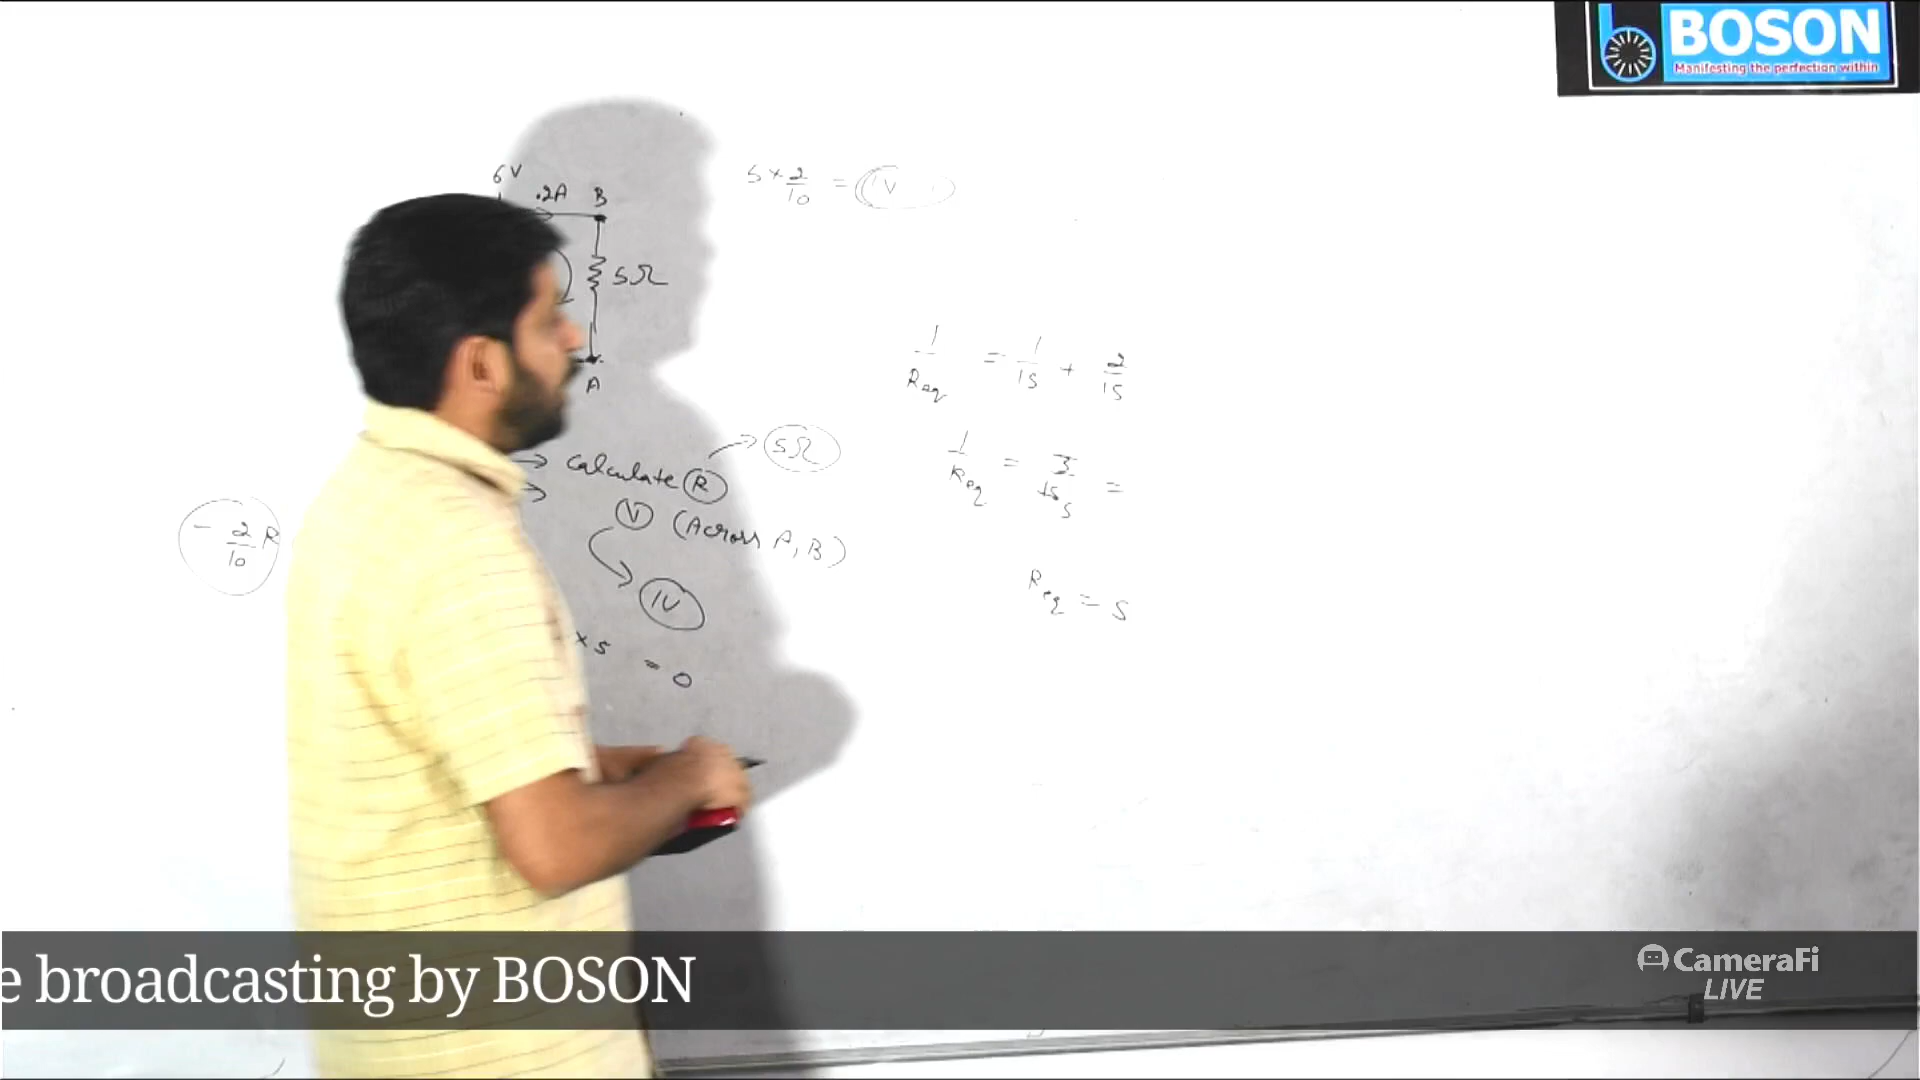 BOSON
Manifesting the perfection within
6V
.2A B
5 × 2/10 = 1V
5Ω
A
1/Req = 1/15 + 2/15
1/Req = 3/15 5 =
Req = 5
→ calculate R → 5Ω
→ V (Across A, B)
1V
- 2/10 R
× 5 = 0
e broadcasting by BOSON
CameraFi
LIVE